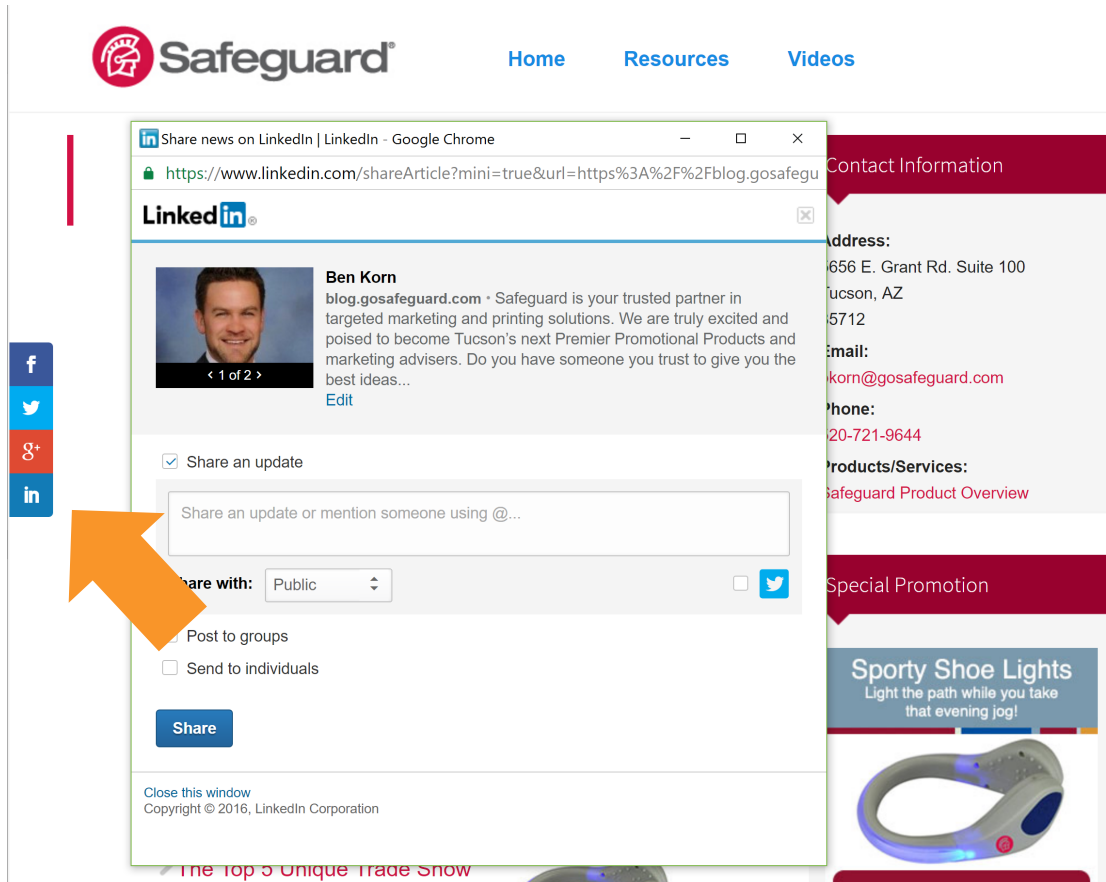 Safeguard®
Home Resources Videos
Share news on LinkedIn | LinkedIn - Google Chrome
https://www.linkedin.com/shareArticle?mini=true&url=https%3A%2F%2Fblog.gosafegu
Linked in ®
Ben Korn
blog.gosafeguard.com · Safeguard is your trusted partner in
targeted marketing and printing solutions. We are truly excited and
poised to become Tucson's next Premier Promotional Products and
marketing advisers. Do you have someone you trust to give you the
best ideas...
Edit
‹ 1 of 2 ›
f
g+
in
Share an update
Share an update or mention someone using @...
hare with: Public
Post to groups
Send to individuals
Share
Close this window
Copyright © 2016, LinkedIn Corporation
The Top 5 Unique Trade Show
Contact Information
Address:
656 E. Grant Rd. Suite 100
Tucson, AZ
85712
Email:
korn@gosafeguard.com
Phone:
20-721-9644
Products/Services:
Safeguard Product Overview
Special Promotion
Sporty Shoe Lights
Light the path while you take
that evening jog!